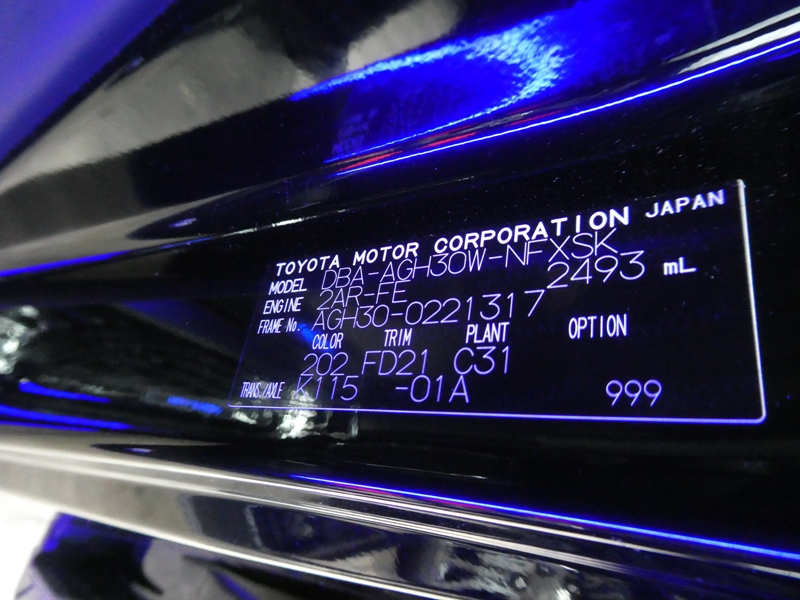 TOYOTA MOTOR CORPORATION JAPAN
MODEL DBA-AGH30W-NFXSK
ENGINE 2AR-FE 2493 mL
FRAME No. AGH30-0221317
COLOR TRIM PLANT OPTION
202 FD21 C31
TRANS./AXLE K115 -01A 999